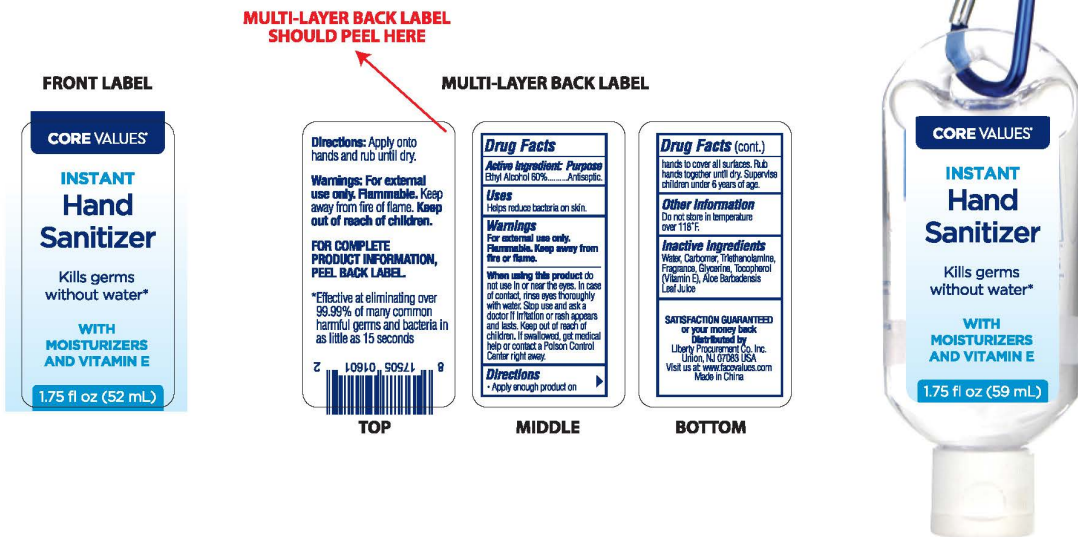 MULTI-LAYER BACK LABEL
SHOULD PEEL HERE
FRONT LABEL
MULTI-LAYER BACK LABEL
CORE VALUES*
INSTANT
Hand
Sanitizer
Kills germs
without water*
WITH
MOISTURIZERS
AND VITAMIN E
1.75 fl oz (52 mL)
Directions: Apply onto
hands and rub until dry.
Warnings: For external
use only. Flammable. Keep
away from fire of flame. Keep
out of reach of children.
FOR COMPLETE
PRODUCT INFORMATION,
PEEL BACK LABEL.
*Effective at eliminating over
99.99% of many common
harmful germs and bacteria in
as little as 15 seconds
8 17505 01601 2
TOP
Drug Facts
Active Ingredient: Purpose
Ethyl Alcohol 60%..........Antiseptic.
Uses
Helps reduce bacteria on skin.
Warnings
For external use only.
Flammable. Keep away from
fire or flame.
When using this product do
not use in or near the eyes. In case
of contact, rinse eyes thoroughly
with water. Stop use and ask a
doctor if irritation or rash appears
and lasts. Keep out of reach of
children. If swallowed, get medical
help or contact a Poison Control
Center right away.
Directions
• Apply enough product on
MIDDLE
Drug Facts (cont.)
hands to cover all surfaces. Rub
hands together until dry. Supervise
children under 6 years of age.
Other Information
Do not store in temperature
over 118°F.
Inactive Ingredients
Water, Carbomer, Triethanolamine,
Fragrance, Glycerine, Tocopherol
(Vitamin E), Aloe Barbadensis
Leaf Juice
SATISFACTION GUARANTEED
or your money back
Distributed by
Liberty Procurement Co. Inc.
Union, NJ 07083 USA
Visit us at: www.facevalues.com
Made in China
BOTTOM
CORE VALUES*
INSTANT
Hand
Sanitizer
Kills germs
without water*
WITH
MOISTURIZERS
AND VITAMIN E
1.75 fl oz (59 mL)